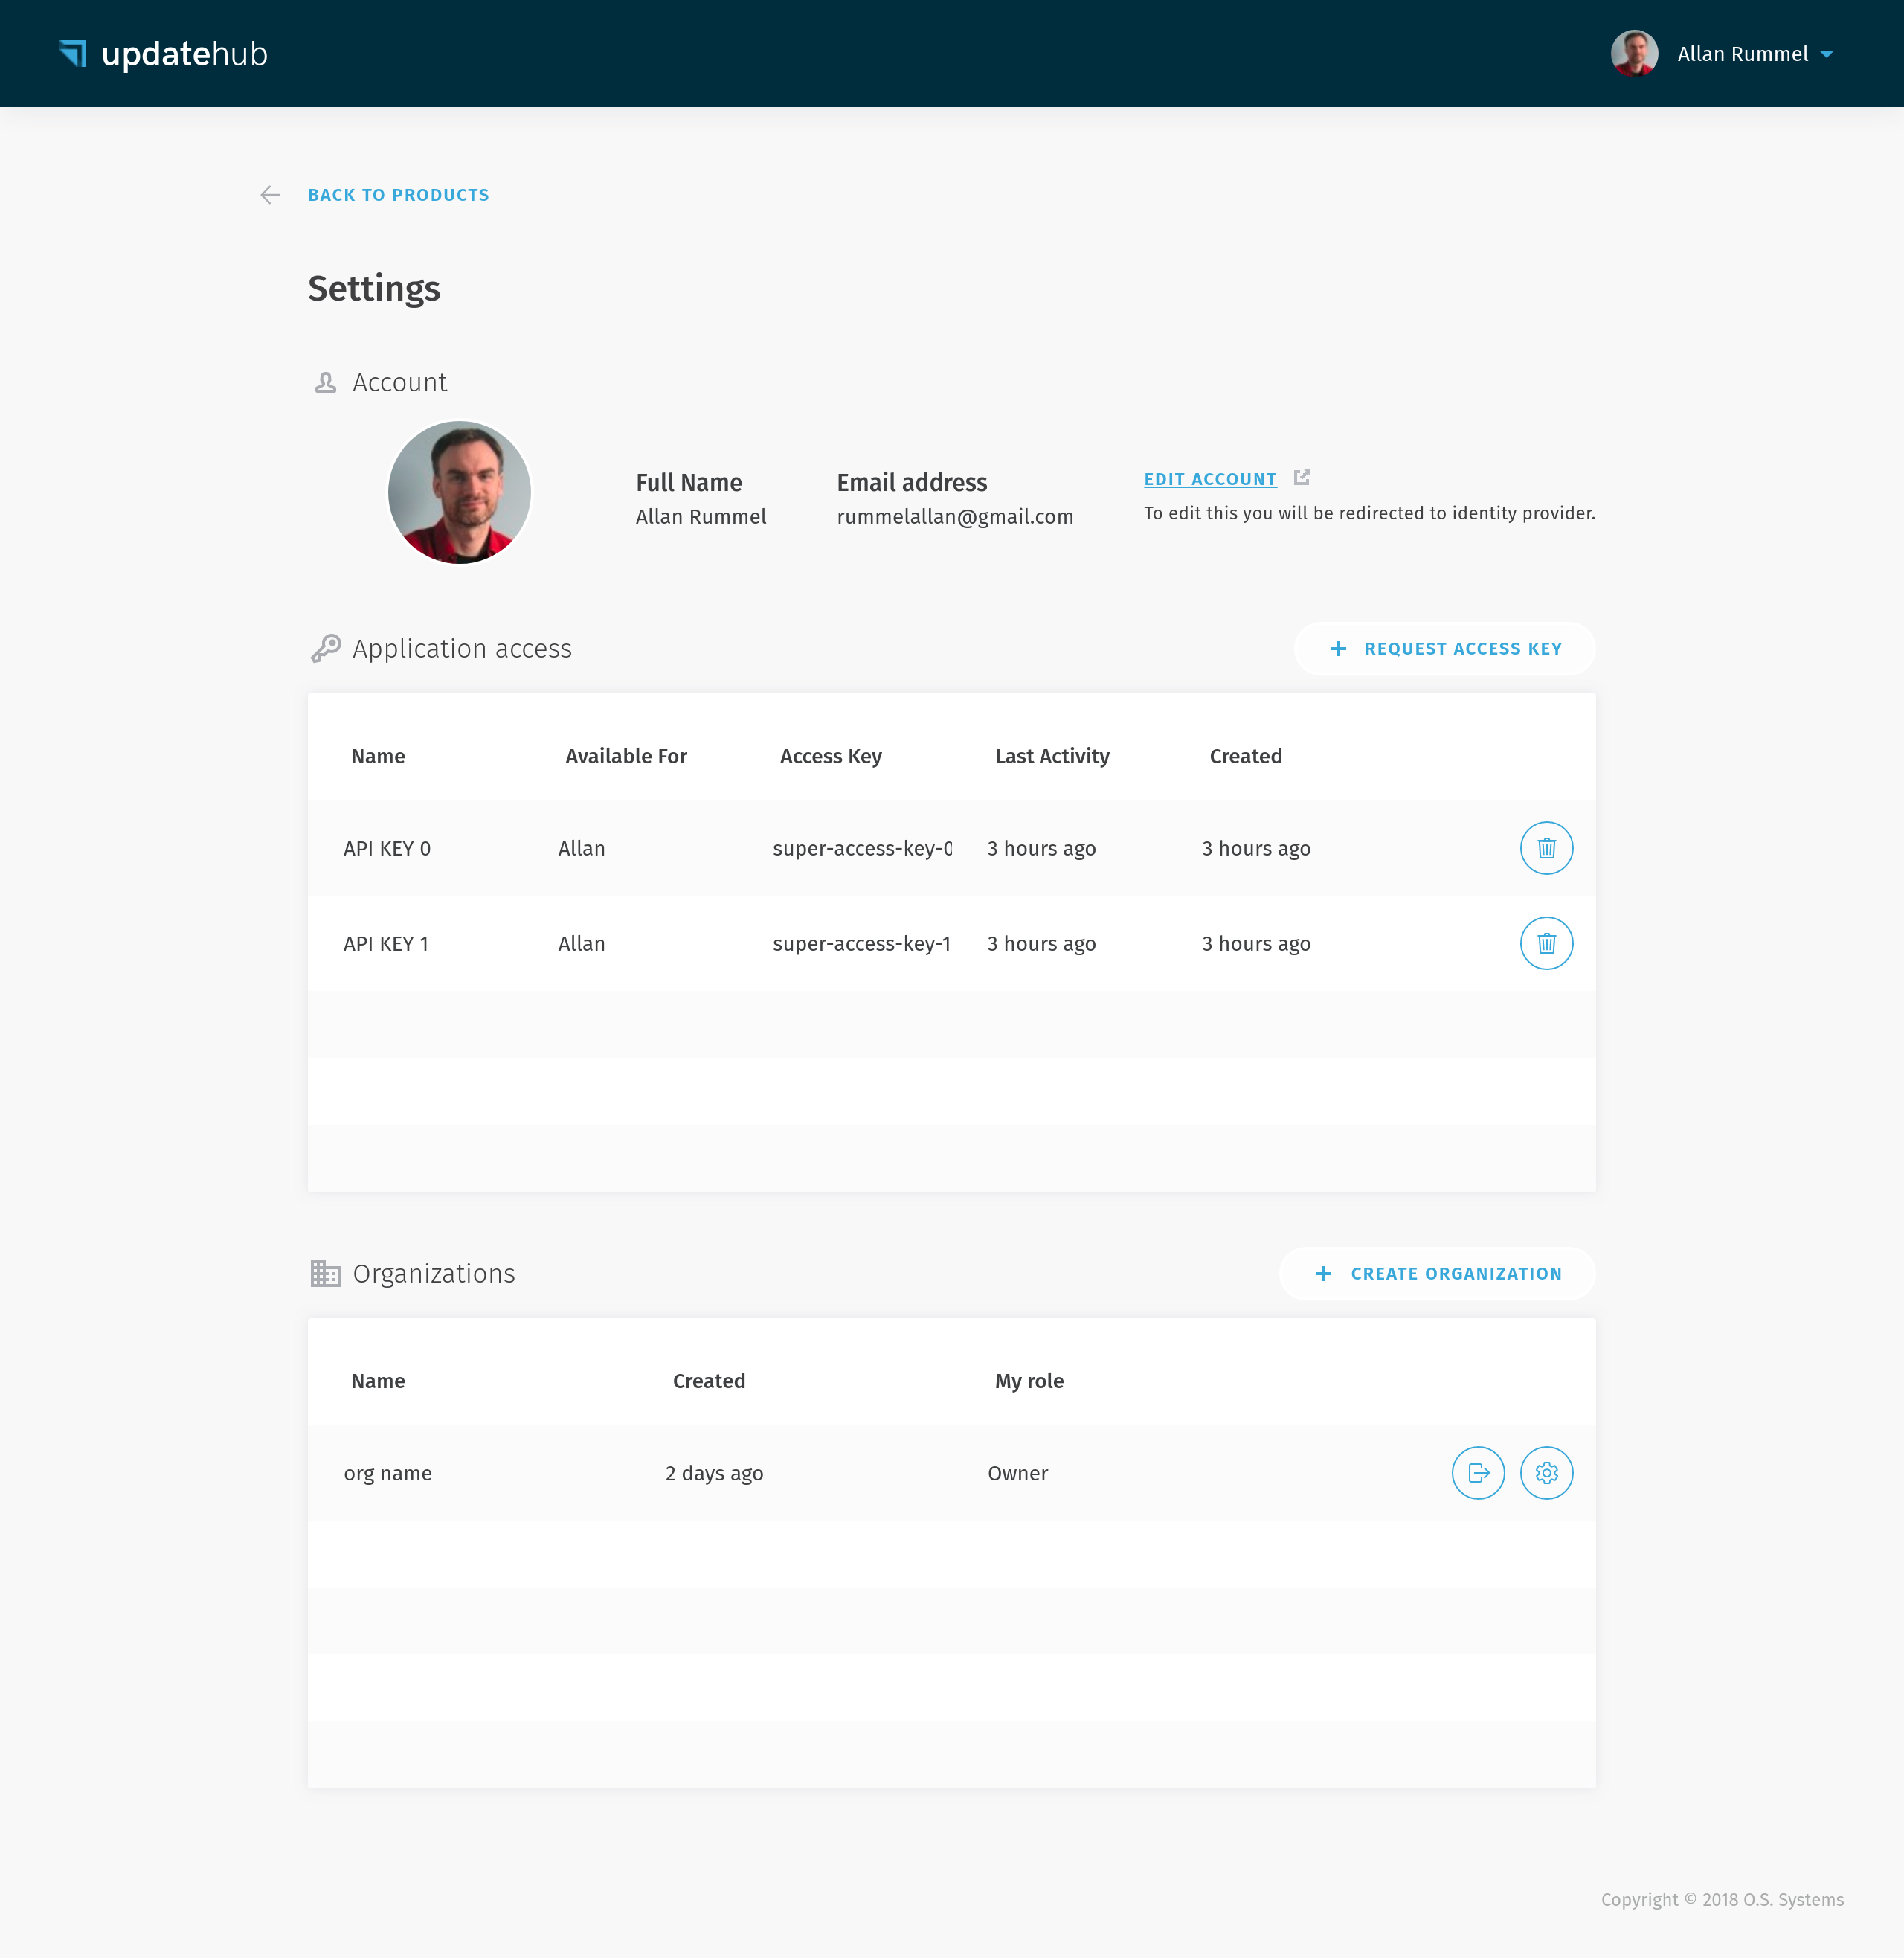 updatehub
Allan Rummel
BACK TO PRODUCTS
Settings
Account
Full Name
Allan Rummel
Email address
rummelallan@gmail.com
EDIT ACCOUNT
To edit this you will be redirected to identity provider.
Application access
REQUEST ACCESS KEY
Name Available For Access Key Last Activity Created
API KEY 0 Allan super-access-key-0 3 hours ago 3 hours ago
API KEY 1 Allan super-access-key-1 3 hours ago 3 hours ago
Organizations
CREATE ORGANIZATION
Name Created My role
org name 2 days ago Owner
Copyright © 2018 O.S. Systems